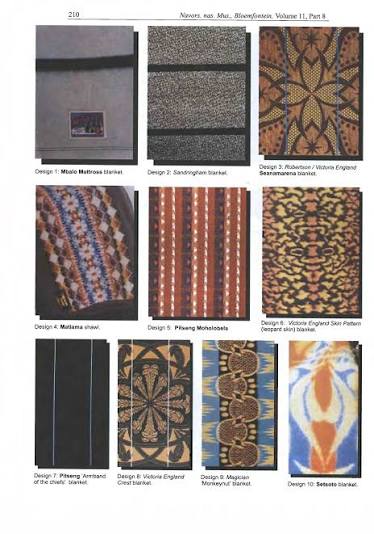 210
Navors. nas. Mus., Bloemfontein, Volume 11, Part 8
Design 1: Mbalo Mottross blanket.
Design 2: Sandringham blanket.
Design 3: Robertson / Victoria England
Seanamarena blanket.
Design 4: Matlama shawl.
Design 5: Pitseng Moholobela
Design 6: Victoria England Skin Pattern
(leopard skin) blanket.
Design 7: Pitseng 'Armband
of the chiefs' blanket.
Design 8: Victoria England
Crest blanket.
Design 9: Magician
'Monkeynut' blanket.
Design 10: Setsoto blanket.